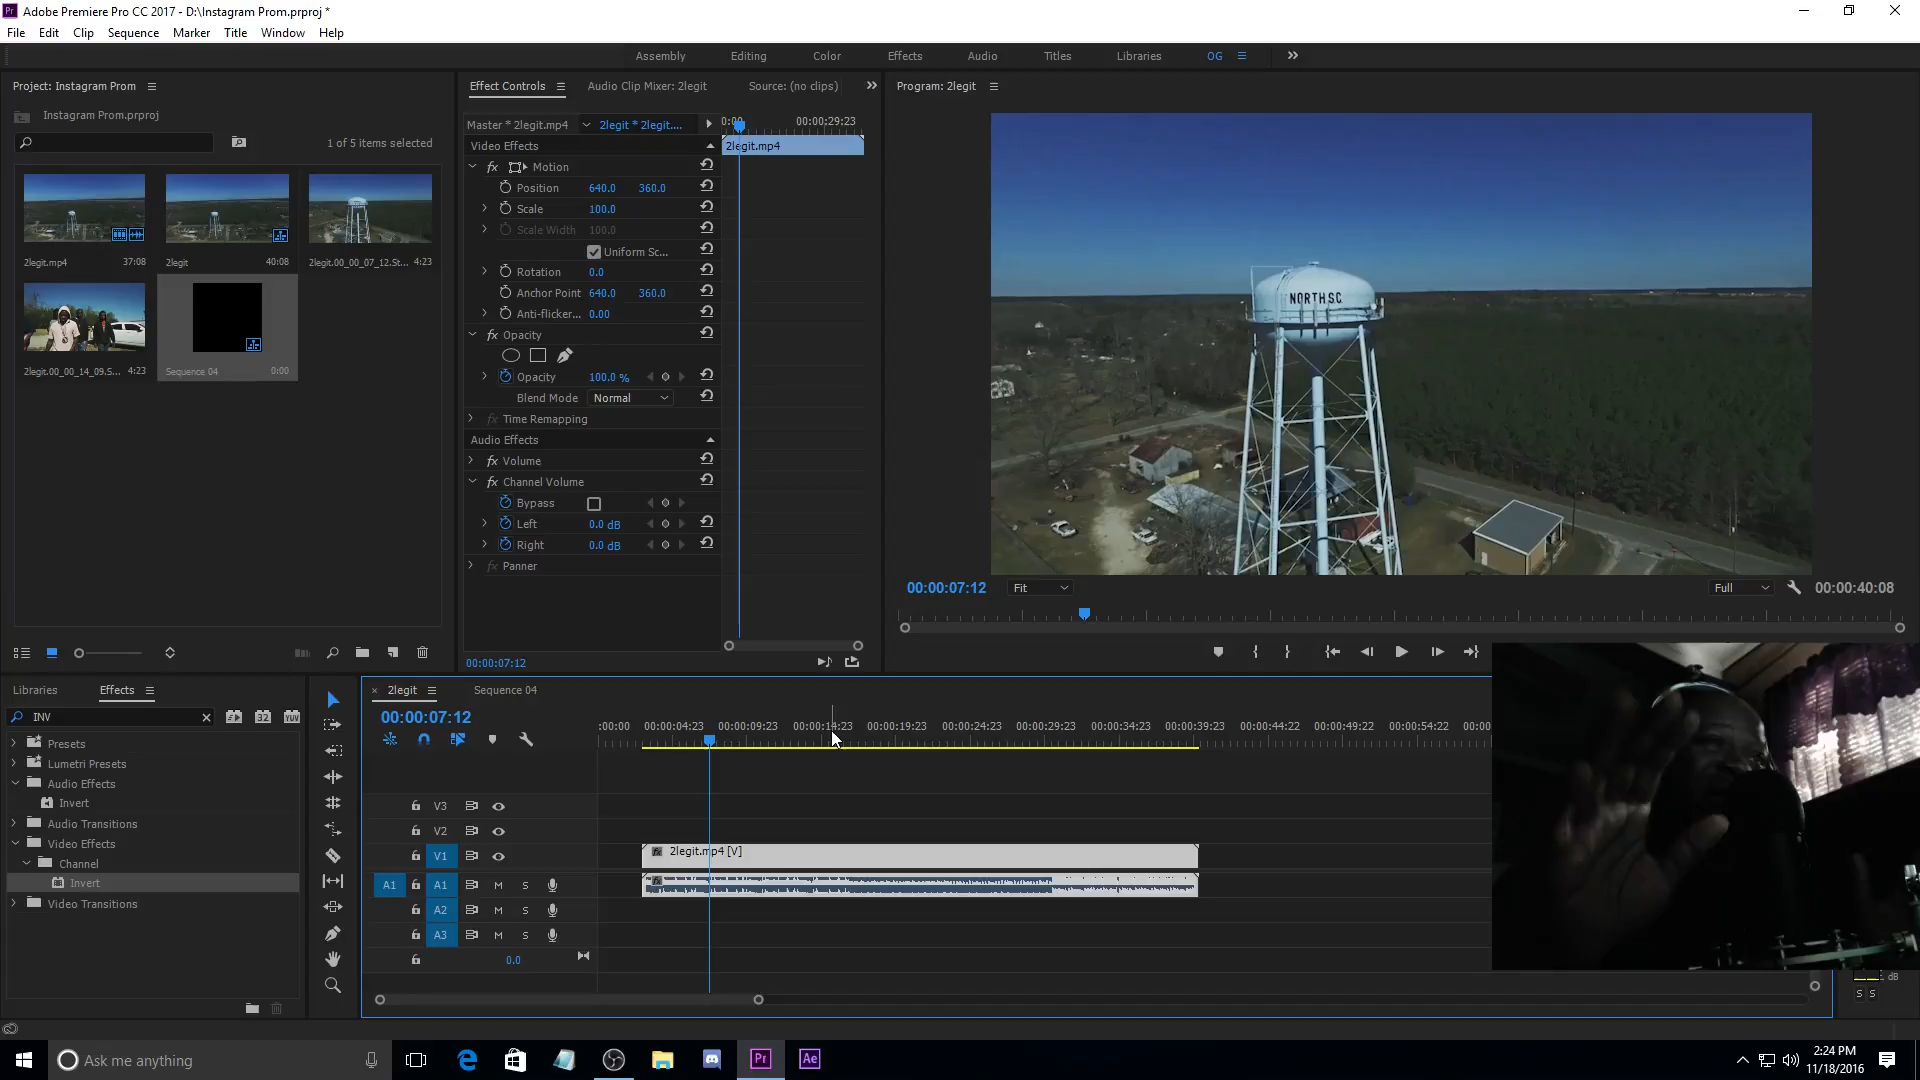 Pr Adobe Premiere Pro CC 2017 - D:\Instagram Prom.prproj *
File Edit Clip Sequence Marker Title Window Help
Assembly Editing Color Effects Audio Titles Libraries OG
Project: Instagram Prom
Instagram Prom.prproj
1 of 5 items selected
2legit.mp4 37:08
2legit 40:08
2legit.00_00_07_12.St... 4:23
2legit.00_00_14_09.S... 4:23
Sequence 04 0:00
Effect Controls Audio Clip Mixer: 2legit Source: (no clips)
Master * 2legit.mp4 2legit * 2legit....
00:00:29:23
Video Effects 2legit.mp4
fx Motion
Position 640.0 360.0
Scale 100.0
Scale Width 100.0
Uniform Sc...
Rotation 0.0
Anchor Point 640.0 360.0
Anti-flicker... 0.00
fx Opacity
Opacity 100.0 %
Blend Mode Normal
fx Time Remapping
Audio Effects
fx Volume
fx Channel Volume
Bypass
Left 0.0 dB
Right 0.0 dB
fx Panner
00:00:07:12
Program: 2legit
NORTH S.C.
00:00:07:12 Fit Full 00:00:40:08
Libraries Effects
INV 32 YUV
Presets
Lumetri Presets
Audio Effects
Invert
Audio Transitions
Video Effects
Channel
Invert
Video Transitions
× 2legit Sequence 04
00:00:07:12
:00:00 00:00:04:23 00:00:09:23 00:00:14:23 00:00:19:23 00:00:24:23 00:00:29:23 00:00:34:23 00:00:39:23 00:00:44:22 00:00:49:22 00:00:54:22 00:00
V3
V2
V1 2legit.mp4 [V]
A1 A1 M S
A2 M S
A3 M S
0.0
dB
S S
Ask me anything
Pr Ae
2:24 PM
11/18/2016